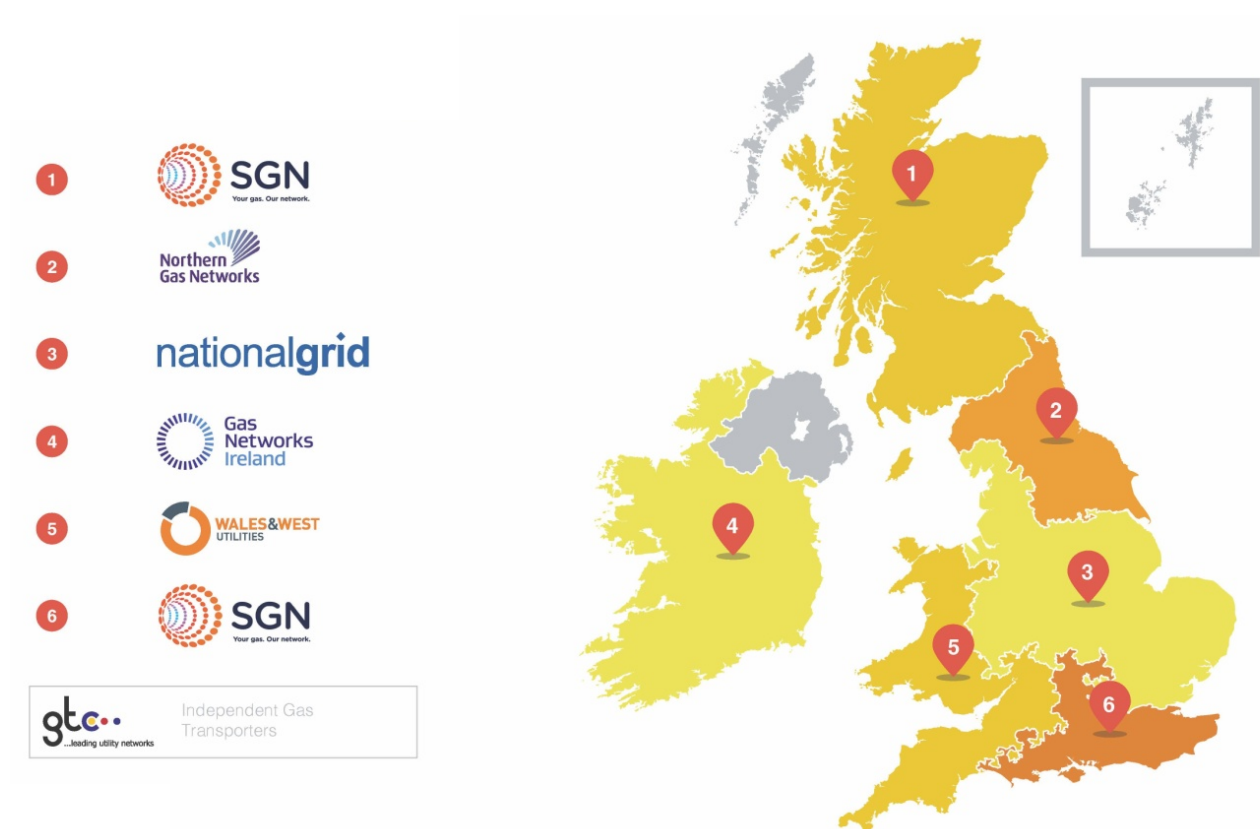 1
SGN
Your gas. Our network.
2
Northern
Gas Networks
3
nationalgrid
4
Gas
Networks
Ireland
5
WALES&WEST
UTILITIES
6
SGN
Your gas. Our network.
gtc
...leading utility networks
Independent Gas
Transporters
1
2
3
4
5
6